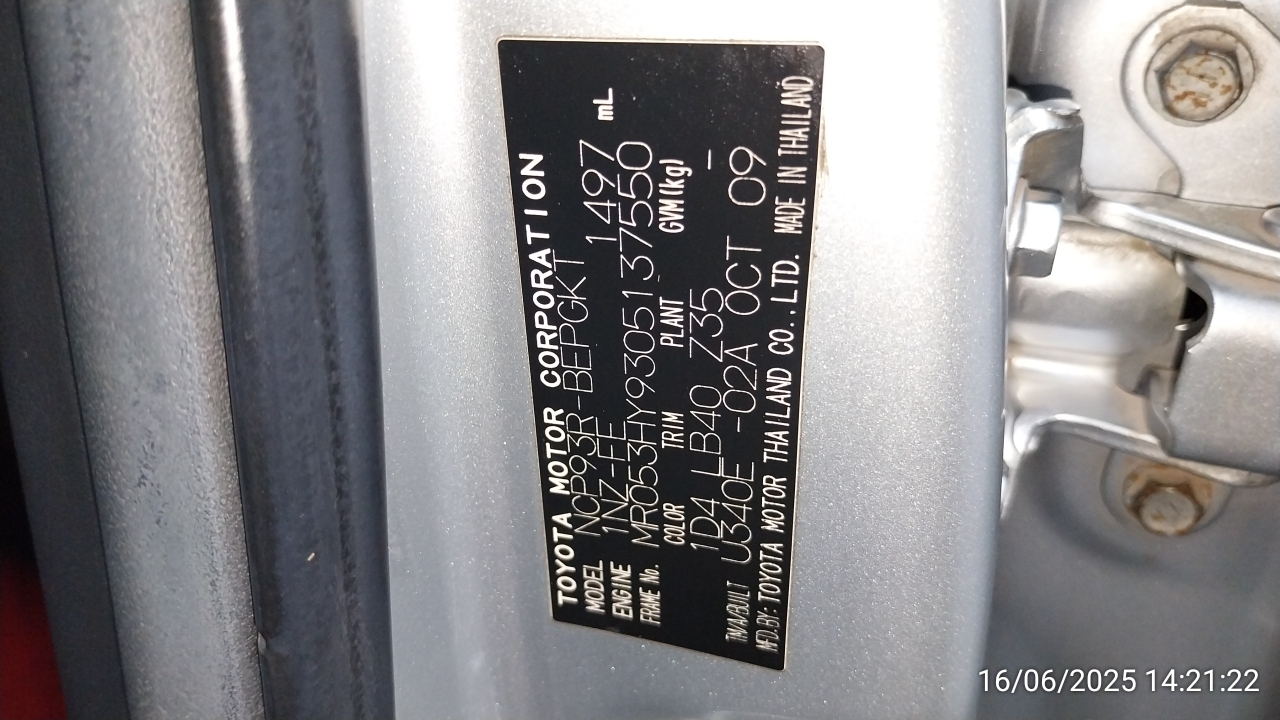 TOYOTA MOTOR CORPORATION
MODEL NCP93R-BEPGKT
ENGINE 1NZ-FE 1497 mL
FRAME No. MR053HY9305137550
COLOR TRIM PLANT GVM(kg)
1D4 LB40 Z35 -
TM/A/BUILT U340E -02A OCT 09
MFD.BY: TOYOTA MOTOR THAILAND CO.,LTD. MADE IN THAILAND
16/06/2025 14:21:22